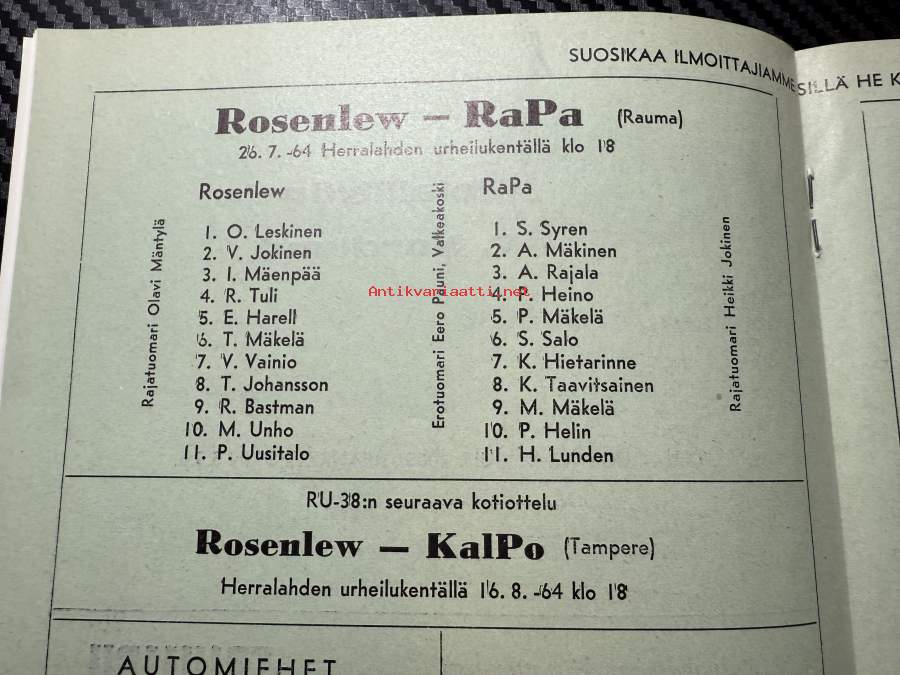 SUOSIKAA ILMOITTAJIAMME SILLÄ HE K
Rosenlew — RaPa (Rauma)
26. 7. -64 Herralahden urheilukentällä klo 18
Rosenlew
1. O. Leskinen
2. V. Jokinen
3. I. Mäenpää
4. R. Tuli
5. E. Harell
6. T. Mäkelä
7. V. Vainio
8. T. Johansson
9. R. Bastman
10. M. Unho
11. P. Uusitalo
Rajatuomari Olavi Mäntylä
Erotuomari Eero Pauni, Valkeakoski
RaPa
1. S. Syren
2. A. Mäkinen
3. A. Rajala
4. P. Heino
5. P. Mäkelä
6. S. Salo
7. K. Hietarinne
8. K. Taavitsainen
9. M. Mäkelä
10. P. Helin
11. H. Lunden
Rajatuomari Heikki Jokinen
Antikvariaatti.net
RU-38:n seuraava kotiottelu
Rosenlew — KalPo (Tampere)
Herralahden urheilukentällä 16. 8. -64 klo 18
AUTOMIEHET